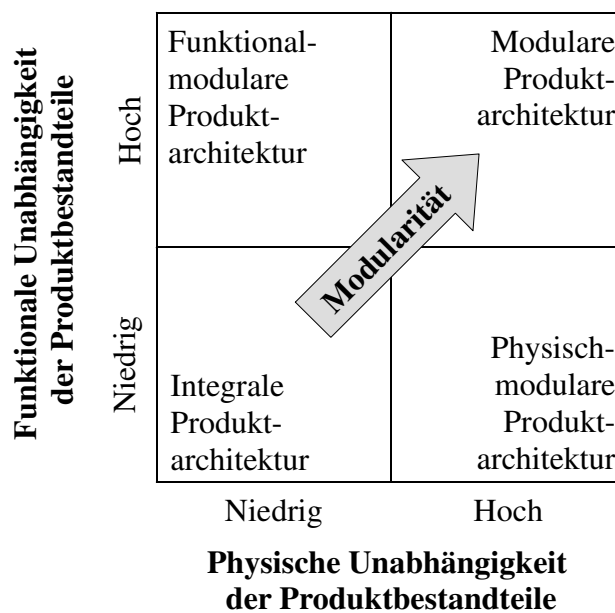 Funktionale Unabhängigkeit
der Produktbestandteile
Hoch
Niedrig
Funktional-
modulare
Produkt-
architektur
Modulare
Produkt-
architektur
Modularität
Integrale
Produkt-
architektur
Physisch-
modulare
Produkt-
architektur
Niedrig
Hoch
Physische Unabhängigkeit
der Produktbestandteile